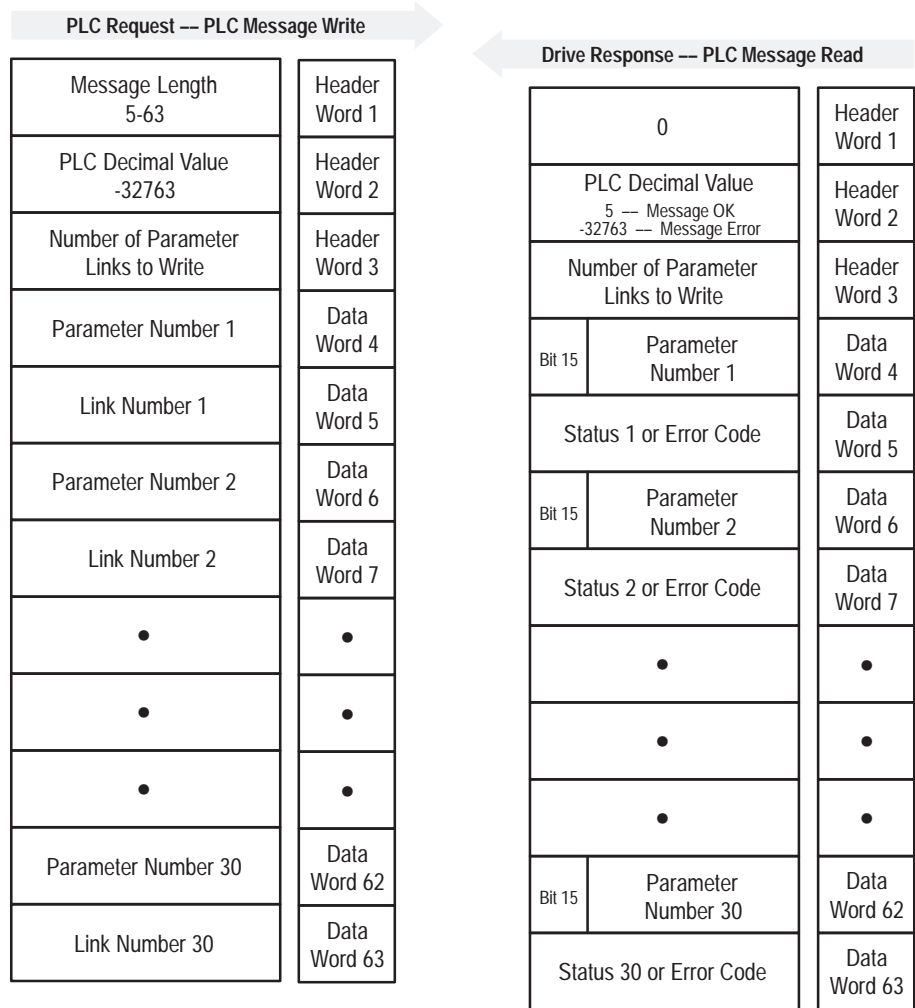 PLC Request –– PLC Message Write
Message Length
5-63
Header
Word 1
PLC Decimal Value
-32763
Header
Word 2
Number of Parameter
Links to Write
Header
Word 3
Parameter Number 1
Data
Word 4
Link Number 1
Data
Word 5
Parameter Number 2
Data
Word 6
Link Number 2
Data
Word 7
•
•
•
•
•
•
Parameter Number 30
Data
Word 62
Link Number 30
Data
Word 63
Drive Response –– PLC Message Read
0
Header
Word 1
PLC Decimal Value
5 –– Message OK
-32763 –– Message Error
Header
Word 2
Number of Parameter
Links to Write
Header
Word 3
Bit 15
Parameter
Number 1
Data
Word 4
Status 1 or Error Code
Data
Word 5
Bit 15
Parameter
Number 2
Data
Word 6
Status 2 or Error Code
Data
Word 7
•
•
•
•
•
•
Bit 15
Parameter
Number 30
Data
Word 62
Status 30 or Error Code
Data
Word 63